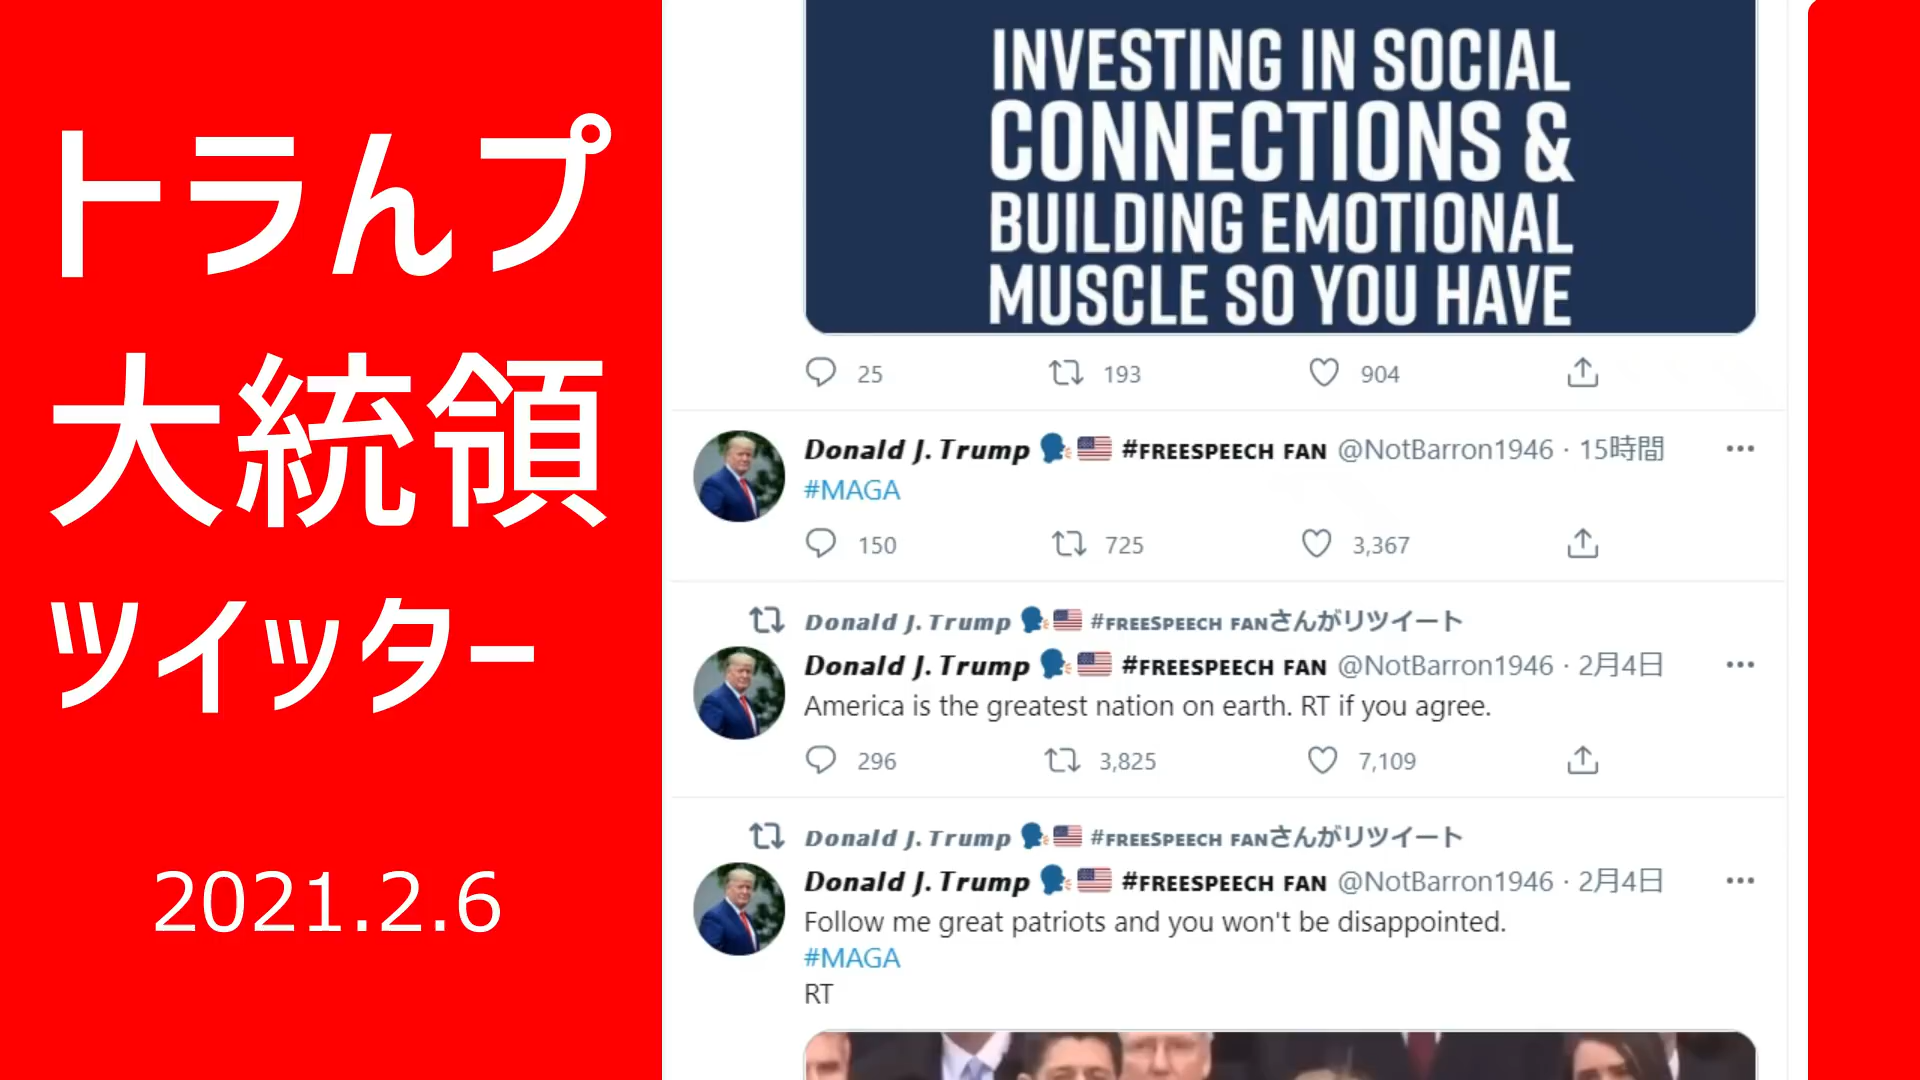 トラんプ
大統領
ツイッター
2021.2.6
INVESTING IN SOCIAL
CONNECTIONS &
BUILDING EMOTIONAL
MUSCLE SO YOU HAVE
25 193 904
Donald J. Trump 🗣🇺🇸 #FREESPEECH FAN @NotBarron1946 · 15時間
#MAGA
150 725 3,367
Donald J. Trump 🗣🇺🇸 #FREESPEECH FANさんがリツイート
Donald J. Trump 🗣🇺🇸 #FREESPEECH FAN @NotBarron1946 · 2月4日
America is the greatest nation on earth. RT if you agree.
296 3,825 7,109
Donald J. Trump 🗣🇺🇸 #FREESPEECH FANさんがリツイート
Donald J. Trump 🗣🇺🇸 #FREESPEECH FAN @NotBarron1946 · 2月4日
Follow me great patriots and you won't be disappointed.
#MAGA
RT